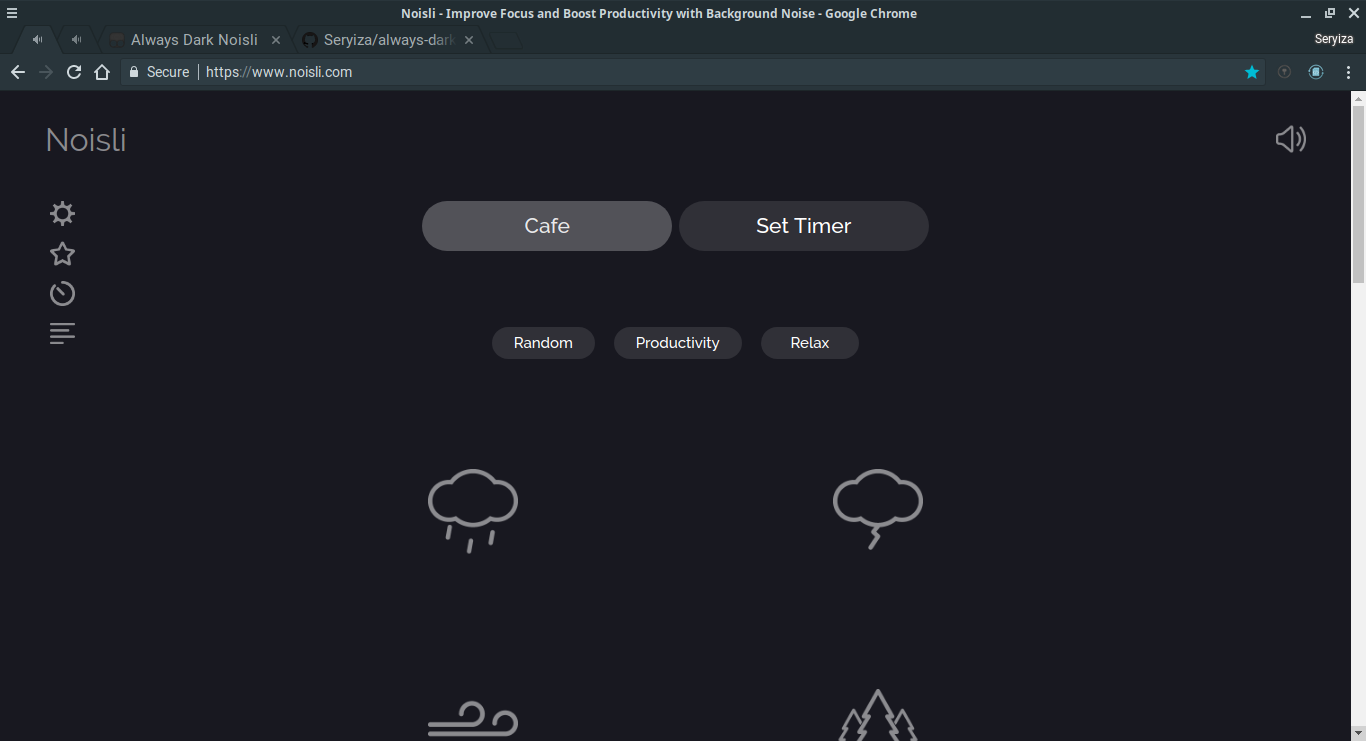 Noisli - Improve Focus and Boost Productivity with Background Noise - Google Chrome
Always Dark Noisli
Seryiza/always-dark
Seryiza
Secure
https://www.noisli.com
Noisli
Cafe
Set Timer
Random
Productivity
Relax